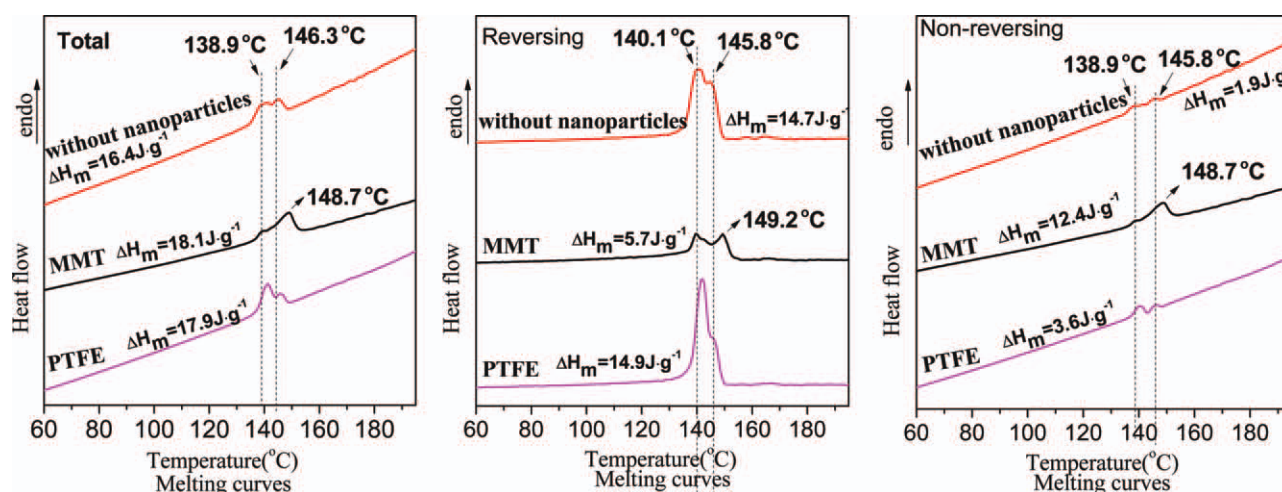 Total
138.9°C
146.3°C
endo
without nanoparticles
ΔHm=16.4J·g⁻¹
148.7°C
MMT
ΔHm=18.1J·g⁻¹
Heat flow
ΔHm=17.9J·g⁻¹
PTFE
60 80 100 120 140 160 180
Temperature(°C)
Melting curves
Reversing
140.1°C
145.8°C
endo
without nanoparticles
ΔHm=14.7J·g⁻¹
149.2°C
MMT
ΔHm=5.7J·g⁻¹
Heat flow
PTFE
ΔHm=14.9J·g⁻¹
60 80 100 120 140 160 180
Temperature(°C)
Melting curves
Non-reversing
138.9°C
145.8°C
ΔHm=1.9J·g
endo
without nanoparticles
148.7°C
MMT
ΔHm=12.4J·g⁻¹
Heat flow
ΔHm=3.6J·g⁻¹
PTFE
60 80 100 120 140 160 180
Temperature(°C)
Melting curves